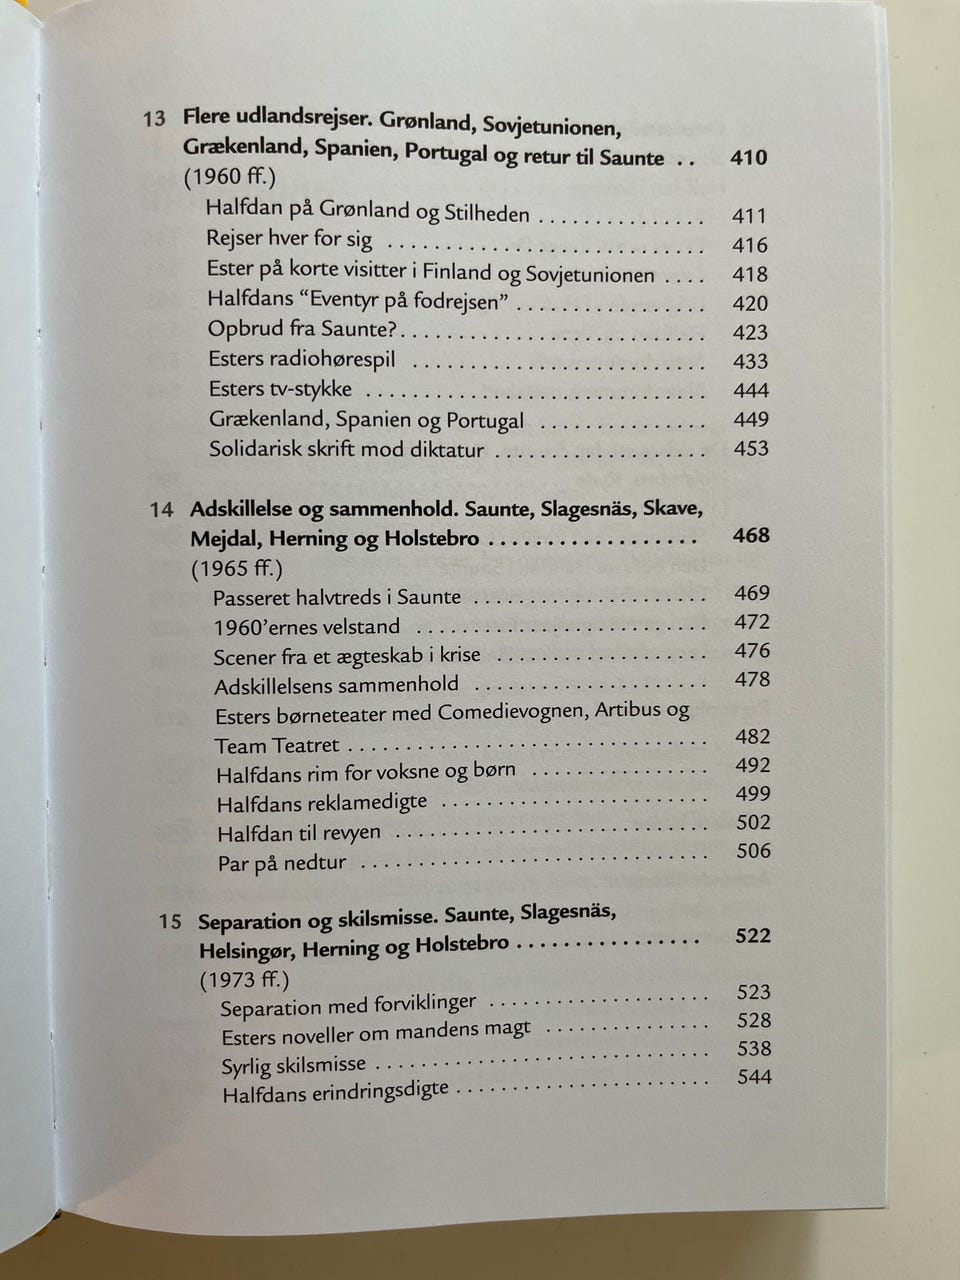 13 Flere udlandsrejser. Grønland, Sovjetunionen,
Grækenland, Spanien, Portugal og retur til Saunte . . 410
(1960 ff.)
Halfdan på Grønland og Stilheden . . . . . . . . . . . . . . . 411
Rejser hver for sig . . . . . . . . . . . . . . . . . . . . . . . . . . . . 416
Ester på korte visitter i Finland og Sovjetunionen . . . . 418
Halfdans “Eventyr på fodrejsen” . . . . . . . . . . . . . . . . . 420
Opbrud fra Saunte? . . . . . . . . . . . . . . . . . . . . . . . . . . . 423
Esters radiohørespil . . . . . . . . . . . . . . . . . . . . . . . . . . 433
Esters tv-stykke . . . . . . . . . . . . . . . . . . . . . . . . . . . . . 444
Grækenland, Spanien og Portugal . . . . . . . . . . . . . . . 449
Solidarisk skrift mod diktatur . . . . . . . . . . . . . . . . . . . 453
14 Adskillelse og sammenhold. Saunte, Slagesnäs, Skave,
Mejdal, Herning og Holstebro . . . . . . . . . . . . . . . . . . 468
(1965 ff.)
Passeret halvtreds i Saunte . . . . . . . . . . . . . . . . . . . . 469
1960’ernes velstand . . . . . . . . . . . . . . . . . . . . . . . . . 472
Scener fra et ægteskab i krise . . . . . . . . . . . . . . . . . . 476
Adskillelsens sammenhold . . . . . . . . . . . . . . . . . . . . 478
Esters børneteater med Comedievognen, Artibus og
Team Teatret . . . . . . . . . . . . . . . . . . . . . . . . . . . . . . . 482
Halfdans rim for voksne og børn . . . . . . . . . . . . . . . 492
Halfdans reklamedigte . . . . . . . . . . . . . . . . . . . . . . . 499
Halfdan til revyen . . . . . . . . . . . . . . . . . . . . . . . . . . . 502
Par på nedtur . . . . . . . . . . . . . . . . . . . . . . . . . . . . . . 506
15 Separation og skilsmisse. Saunte, Slagesnäs,
Helsingør, Herning og Holstebro . . . . . . . . . . . . . . . . 522
(1973 ff.)
Separation med forviklinger . . . . . . . . . . . . . . . . . . . 523
Esters noveller om mandens magt . . . . . . . . . . . . . . 528
Syrlig skilsmisse . . . . . . . . . . . . . . . . . . . . . . . . . . . . . 538
Halfdans erindringsdigte . . . . . . . . . . . . . . . . . . . . . . 544